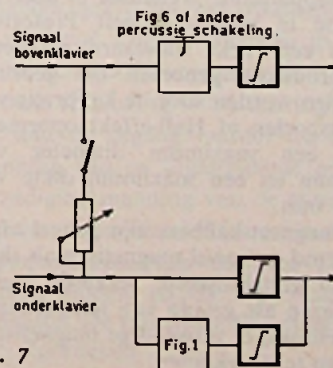 Fig 6 of andere
percussie schakeling.
Signaal
bovenklavier
Signaal
onderklavier
Fig.1
. 7